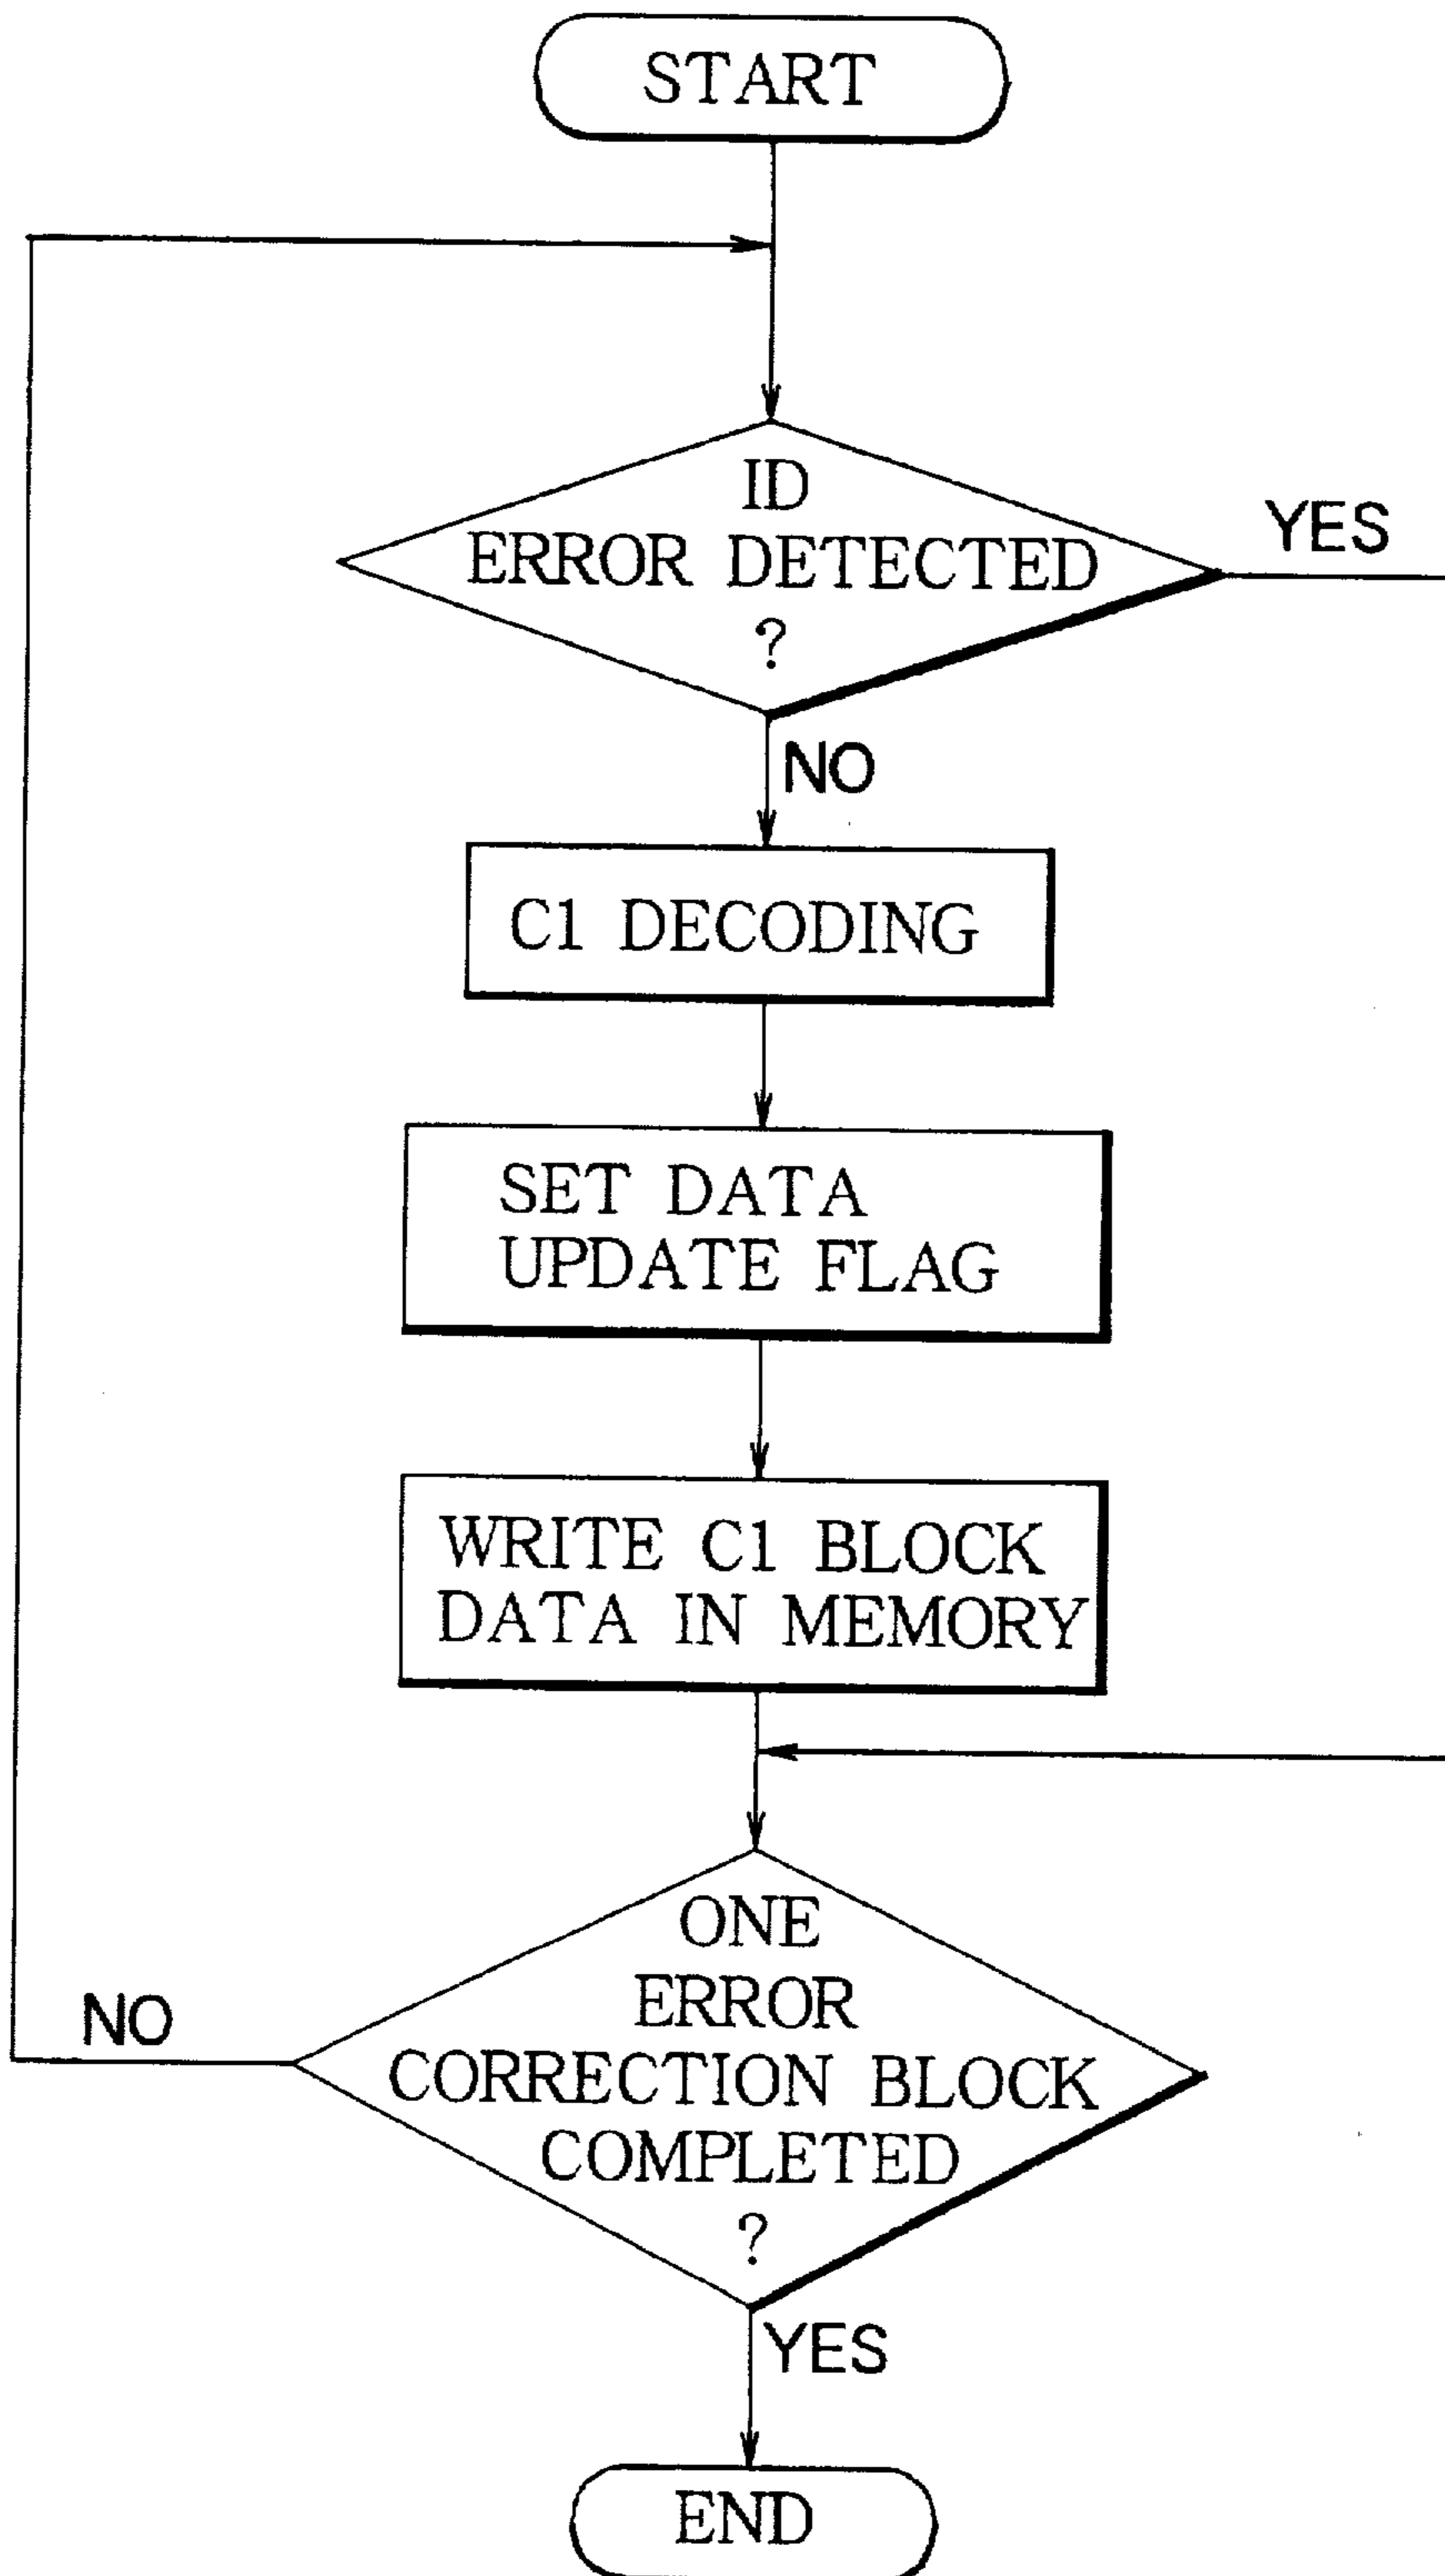 START
ID
ERROR DETECTED
?
YES
NO
C1 DECODING
SET DATA
UPDATE FLAG
WRITE C1 BLOCK
DATA IN MEMORY
ONE
ERROR
CORRECTION BLOCK
COMPLETED
?
NO
YES
END